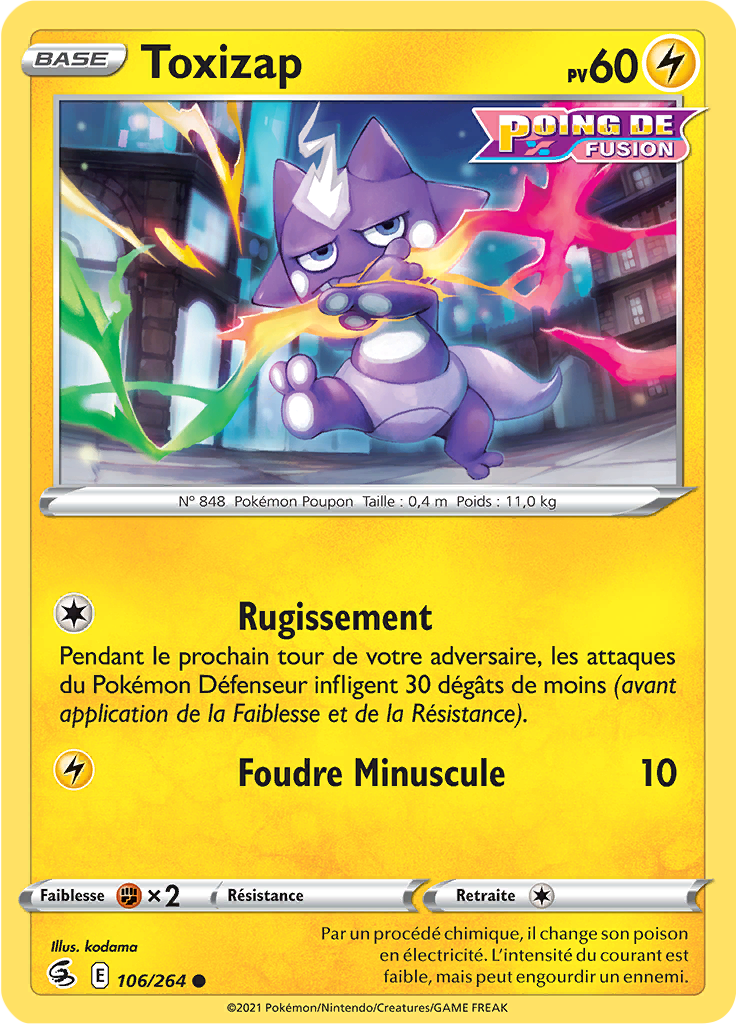 BASE
Toxizap
PV60
POING DE
FUSION
N° 848 Pokémon Poupon Taille : 0,4 m Poids : 11,0 kg
Rugissement
Pendant le prochain tour de votre adversaire, les attaques
du Pokémon Défenseur infligent 30 dégâts de moins (avant
application de la Faiblesse et de la Résistance).
Foudre Minuscule 10
Faiblesse ×2 Résistance Retraite
Illus. kodama
Par un procédé chimique, il change son poison
en électricité. L'intensité du courant est
faible, mais peut engourdir un ennemi.
E 106/264
©2021 Pokémon/Nintendo/Creatures/GAME FREAK